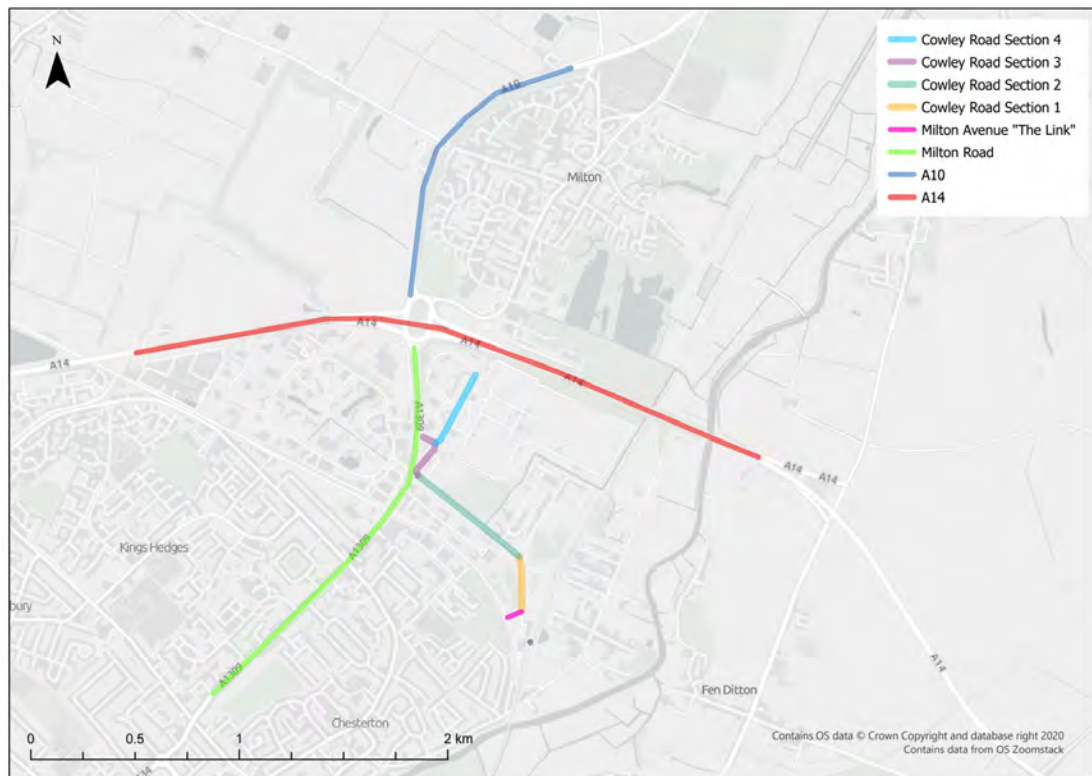 N
Cowley Road Section 4
Cowley Road Section 3
Cowley Road Section 2
Cowley Road Section 1
Milton Avenue "The Link"
Milton Road
A10
A14
A10
Milton
A14
A14
A14
A14
A1309
A14
A14
Kings Hedges
A1309
bury
A1309
A14
Fen Ditton
Chesterton
0 0.5 1 2 km
Contains OS data © Crown Copyright and database right 2020
Contains data from OS Zoomstack